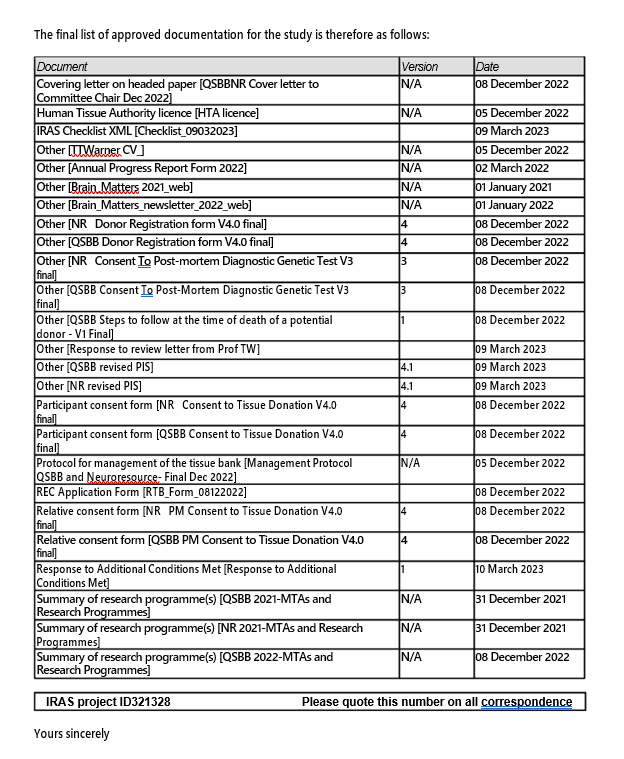 The final list of approved documentation for the study is therefore as follows:
Document Version Date
Covering letter on headed paper [QSBBNR Cover letter to N/A 08 December 2022
Committee Chair Dec 2022]
Human Tissue Authority licence [HTA licence] N/A 05 December 2022
IRAS Checklist XML [Checklist_09032023] 09 March 2023
Other [TTWarner CV_] N/A 05 December 2022
Other [Annual Progress Report Form 2022] N/A 02 March 2022
Other [Brain_Matters 2021_web] N/A 01 January 2021
Other [Brain_Matters_newsletter_2022_web] N/A 01 January 2022
Other [NR Donor Registration form V4.0 final] 4 08 December 2022
Other [QSBB Donor Registration form V4.0 final] 4 08 December 2022
Other [NR Consent To Post-mortem Diagnostic Genetic Test V3 3 08 December 2022
final]
Other [QSBB Consent To Post-Mortem Diagnostic Genetic Test V3 3 08 December 2022
final]
Other [QSBB Steps to follow at the time of death of a potential 1 08 December 2022
donor - V1 Final]
Other [Response to review letter from Prof TW] 09 March 2023
Other [QSBB revised PIS] 4.1 09 March 2023
Other [NR revised PIS] 4.1 09 March 2023
Participant consent form [NR Consent to Tissue Donation V4.0 4 08 December 2022
final]
Participant consent form [QSBB Consent to Tissue Donation V4.0 4 08 December 2022
final]
Protocol for management of the tissue bank [Management Protocol N/A 05 December 2022
QSBB and Neuroresource- Final Dec 2022]
REC Application Form [RTB_Form_08122022] 08 December 2022
Relative consent form [NR PM Consent to Tissue Donation V4.0 4 08 December 2022
final]
Relative consent form [QSBB PM Consent to Tissue Donation V4.0 4 08 December 2022
final]
Response to Additional Conditions Met [Response to Additional 1 10 March 2023
Conditions Met]
Summary of research programme(s) [QSBB 2021-MTAs and N/A 31 December 2021
Research Programmes]
Summary of research programme(s) [NR 2021-MTAs and Research N/A 31 December 2021
Programmes]
Summary of research programme(s) [QSBB 2022-MTAs and N/A 08 December 2022
Research Programmes]
IRAS project ID321328 Please quote this number on all correspondence
Yours sincerely